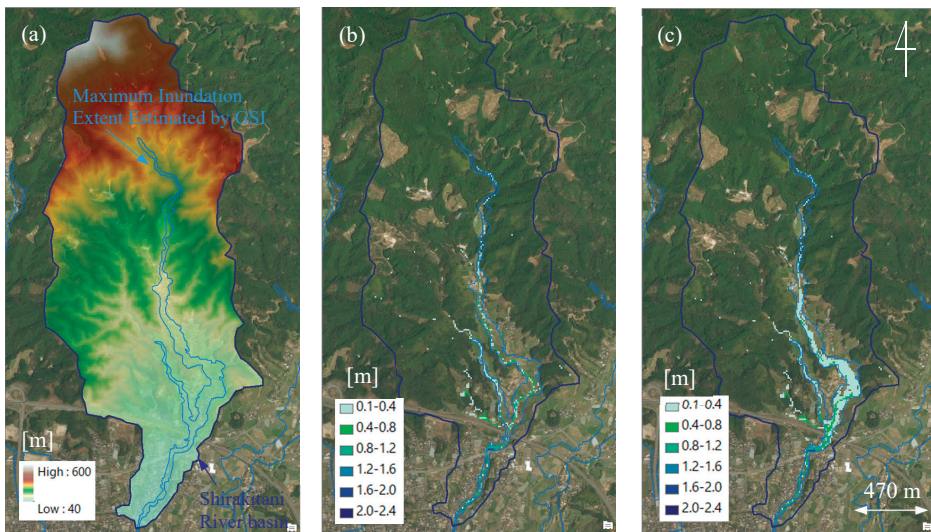 (a)
Maximum Inundation
Extent Estimated by GSI
[m]
High : 600
Low : 40
Shirakitani
River basin
(b)
[m]
0.1-0.4
0.4-0.8
0.8-1.2
1.2-1.6
1.6-2.0
2.0-2.4
(c)
[m]
0.1-0.4
0.4-0.8
0.8-1.2
1.2-1.6
1.6-2.0
2.0-2.4
470 m